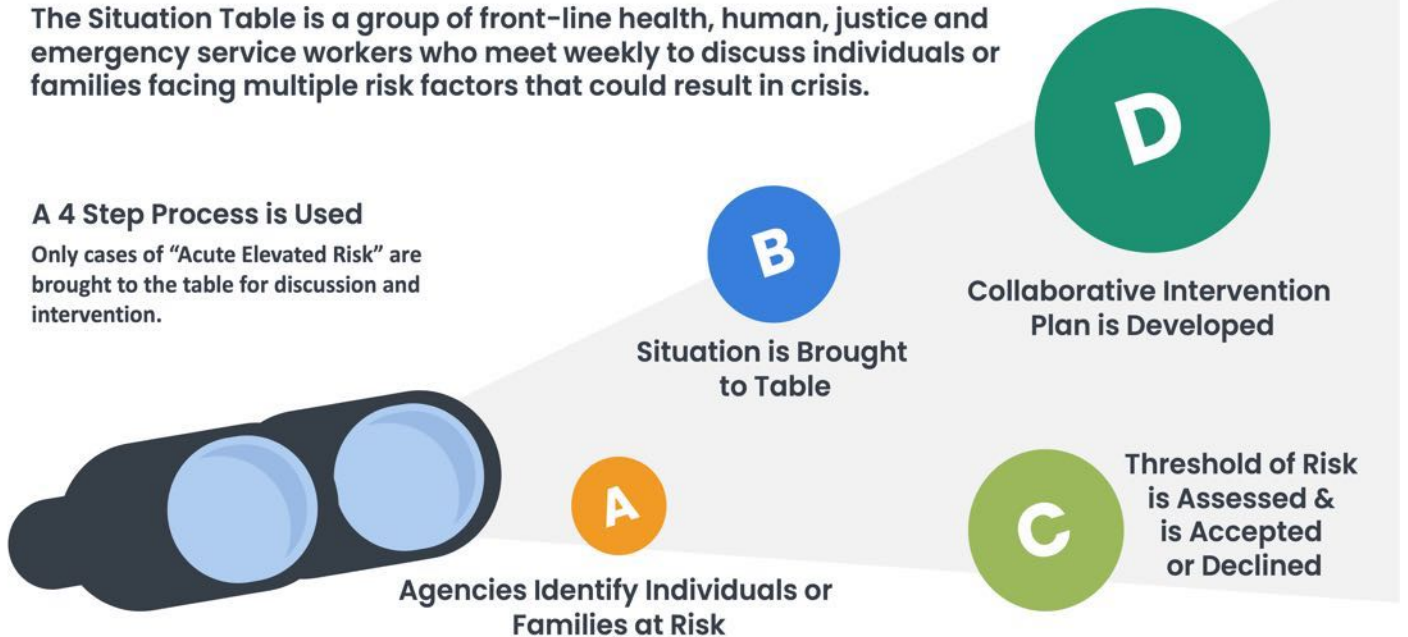 The Situation Table is a group of front-line health, human, justice and
emergency service workers who meet weekly to discuss individuals or
families facing multiple risk factors that could result in crisis.
A 4 Step Process is Used
Only cases of “Acute Elevated Risk” are
brought to the table for discussion and
intervention.
A
Agencies Identify Individuals or
Families at Risk
B
Situation is Brought
to Table
C
Threshold of Risk
is Assessed &
is Accepted
or Declined
D
Collaborative Intervention
Plan is Developed